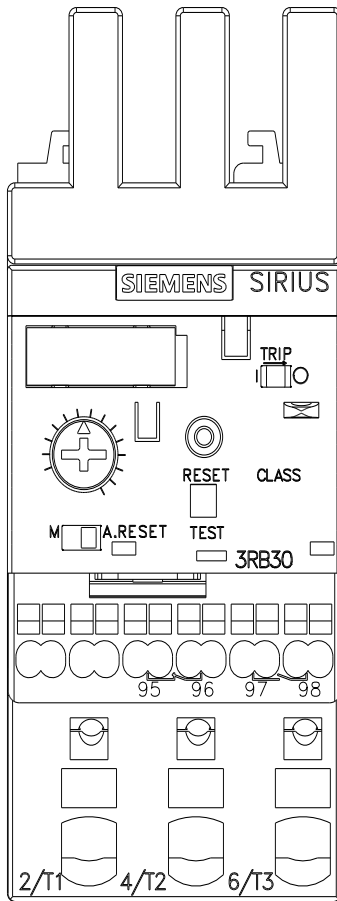 SIEMENS SIRIUS
TRIP
I O
RESET CLASS
M A.RESET TEST
3RB30
95 96 97 98
2/T1 4/T2 6/T3